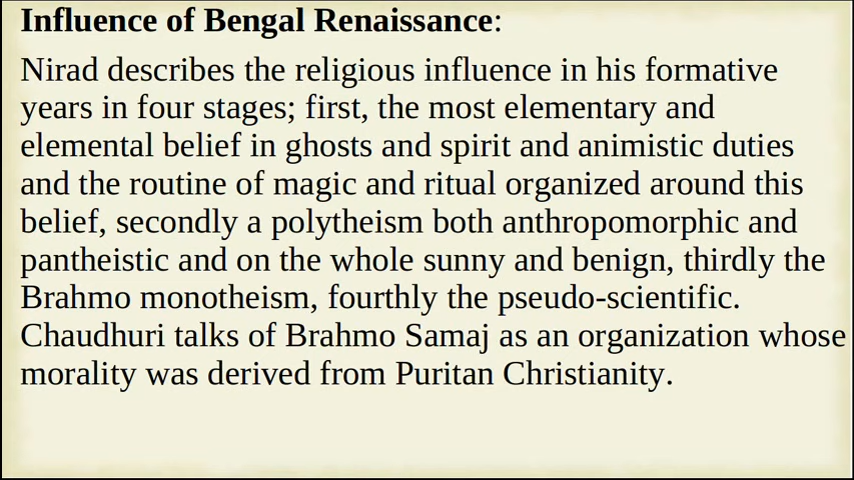 Influence of Bengal Renaissance:
Nirad describes the religious influence in his formative
years in four stages; first, the most elementary and
elemental belief in ghosts and spirit and animistic duties
and the routine of magic and ritual organized around this
belief, secondly a polytheism both anthropomorphic and
pantheistic and on the whole sunny and benign, thirdly the
Brahmo monotheism, fourthly the pseudo-scientific.
Chaudhuri talks of Brahmo Samaj as an organization whose
morality was derived from Puritan Christianity.